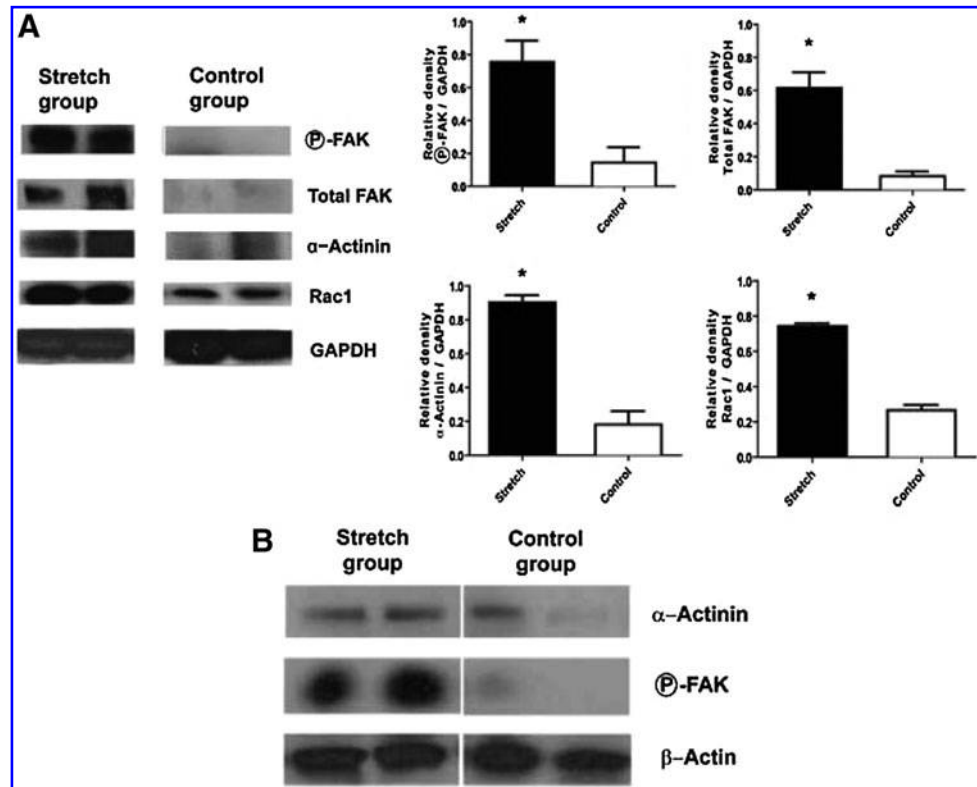 A
Stretch
group
Control
group
Ⓟ-FAK
Total FAK
α-Actinin
Rac1
GAPDH
Relative density
Ⓟ-FAK / GAPDH
1.0
0.8
0.6
0.4
0.2
0.0
*
Stretch
Control
Relative density
Total FAK / GAPDH
1.0
0.8
0.6
0.4
0.2
0.0
*
Stretch
Control
Relative density
α-Actinin / GAPDH
1.0
0.8
0.6
0.4
0.2
0.0
*
Stretch
Control
Relative density
Rac1 / GAPDH
1.0
0.8
0.6
0.4
0.2
0.0
*
Stretch
Control
B
Stretch
group
Control
group
α-Actinin
Ⓟ-FAK
β-Actin